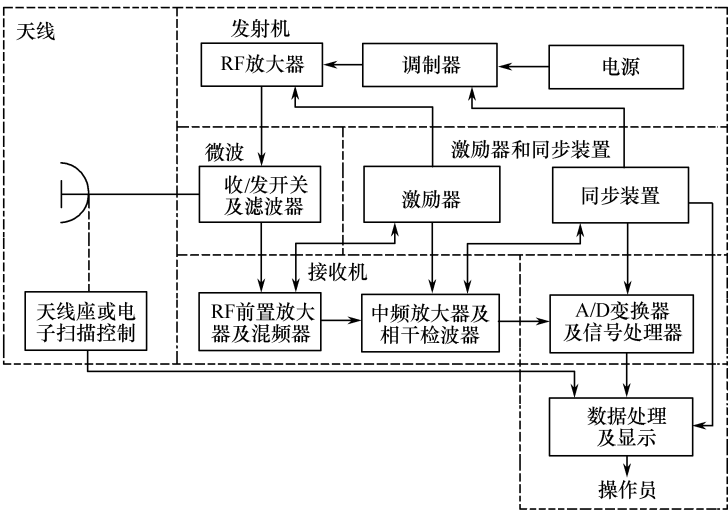 天线
发射机
RF放大器
调制器
电源
微波
激励器和同步装置
收/发开关
及滤波器
激励器
同步装置
接收机
天线座或电
子扫描控制
RF前置放大
器及混频器
中频放大器及
相干检波器
A/D变换器
及信号处理器
数据处理
及显示
操作员